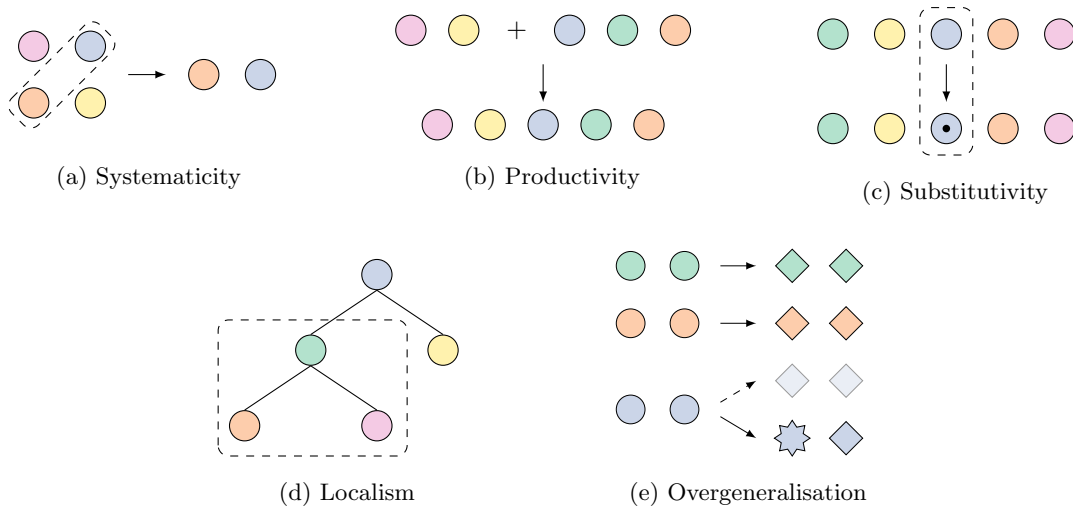 +
(a) Systematicity
(b) Productivity
(c) Substitutivity
(d) Localism
(e) Overgeneralisation